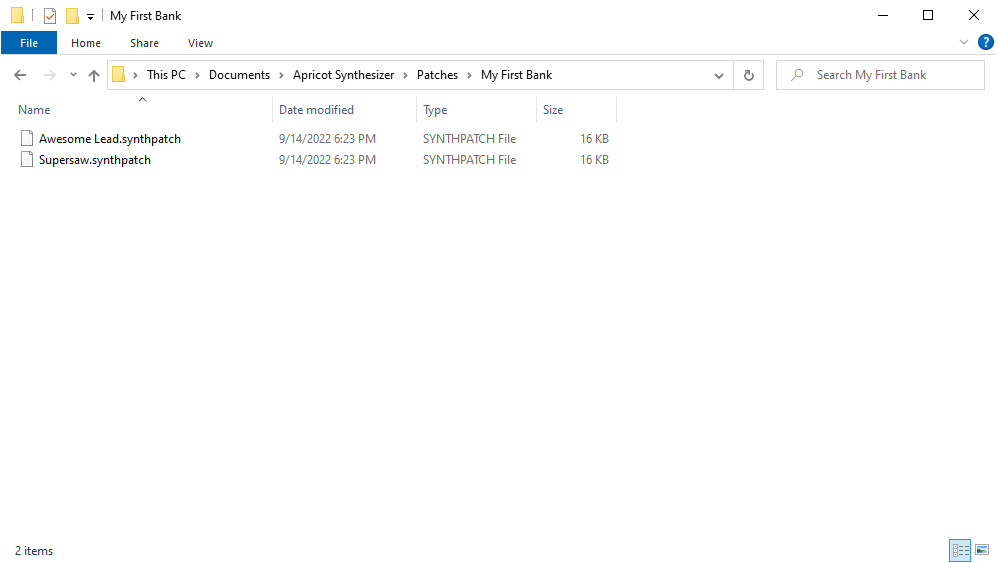 My First Bank
File Home Share View
This PC Documents Apricot Synthesizer Patches My First Bank Search My First Bank
Name Date modified Type Size
Awesome Lead.synthpatch 9/14/2022 6:23 PM SYNTHPATCH File 16 KB
Supersaw.synthpatch 9/14/2022 6:23 PM SYNTHPATCH File 16 KB
2 items